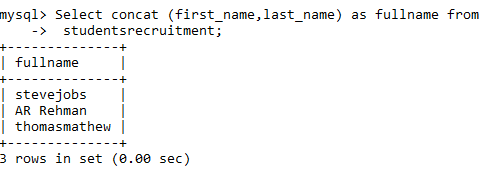 mysql> Select concat (first_name,last_name) as fullname from
    ->  studentsrecruitment;
+--------------+
| fullname     |
+--------------+
| stevejobs    |
| AR Rehman    |
| thomasmathew |
+--------------+
3 rows in set (0.00 sec)